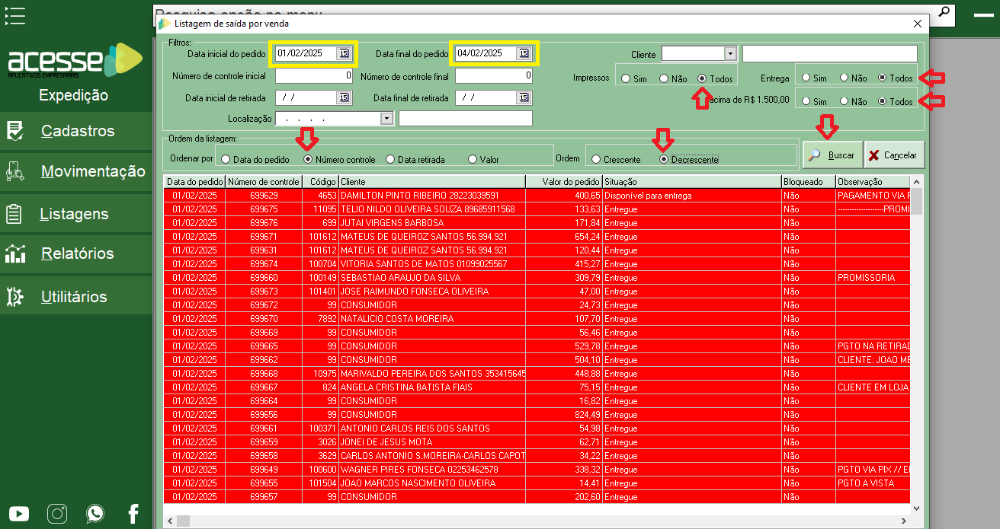 Listagem de saída por venda
acesse
APLICATIVOS EMPRESARIAIS
Expedição
Cadastros
Movimentação
Listagens
Relatórios
Utilitários
Filtros:
Data inicial do pedido 01/02/2025 15 Data final do pedido 04/02/2025 15 Cliente
Número de controle inicial 0 Número de controle final 0 Impressos Sim Não Todos Entrega Sim Não Todos
Data inicial de retirada / / 15 Data final de retirada / / 15 acima de R$ 1.500,00 Sim Não Todos
Localização . . . .
Ordem da listagem:
Ordenar por Data do pedido Número controle Data retirada Valor Ordem Crescente Decrescente Buscar Cancelar
Data do pedido Número de controle Código Cliente Valor do pedido Situação Bloqueado Observação
01/02/2025 699629 4653 DAMILTON PINTO RIBEIRO 28223039591 400,65 Disponível para entrega Não PAGAMENTO VIA
01/02/2025 699675 11095 TELIO NILDO OLIVEIRA SOUZA 89685911568 133,63 Entregue Não --------------------PROMI
01/02/2025 699676 699 JUTAI VIRGENS BARBOSA 171,84 Entregue Não
01/02/2025 699671 101612 MATEUS DE QUEIROZ SANTOS 56.994.921 654,24 Entregue Não
01/02/2025 699631 101612 MATEUS DE QUEIROZ SANTOS 56.994.921 120,44 Entregue Não
01/02/2025 699674 100704 VITORIA SANTOS DE MATOS 01099025567 415,27 Entregue Não
01/02/2025 699660 100149 SEBASTIAO ARAUJO DA SILVA 309,79 Entregue Não PROMISSORIA
01/02/2025 699673 101401 JOSE RAIMUNDO FONSECA OLIVEIRA 47,00 Entregue Não
01/02/2025 699672 99 CONSUMIDOR 24,73 Entregue Não
01/02/2025 699670 7892 NATALICIO COSTA MOREIRA 107,70 Entregue Não
01/02/2025 699669 99 CONSUMIDOR 56,46 Entregue Não
01/02/2025 699665 99 CONSUMIDOR 529,78 Entregue Não PGTO NA RETIRAD
01/02/2025 699662 99 CONSUMIDOR 504,10 Entregue Não CLIENTE: JOAO ME
01/02/2025 699668 10975 MARIVALDO PEREIRA DOS SANTOS 353415645 448,88 Entregue Não
01/02/2025 699667 824 ANGELA CRISTINA BATISTA FIAIS 75,15 Entregue Não CLIENTE EM LOJA
01/02/2025 699664 99 CONSUMIDOR 16,82 Entregue Não
01/02/2025 699656 99 CONSUMIDOR 824,49 Entregue Não
01/02/2025 699661 100371 ANTONIO CARLOS REIS DOS SANTOS 54,98 Entregue Não
01/02/2025 699659 3026 JONEI DE JESUS MOTA 62,71 Entregue Não
01/02/2025 699658 3629 CARLOS ANTONIO S.MOREIRA-CARLOS CAPOT 34,22 Entregue Não
01/02/2025 699649 100600 WAGNER PIRES FONSECA 02253462578 338,32 Entregue Não PGTO VIA PIX // E
01/02/2025 699655 101504 JOAO MARCOS NASCIMENTO OLIVEIRA 14,41 Entregue Não PGTO A VISTA
01/02/2025 699657 99 CONSUMIDOR 202,60 Entregue Não